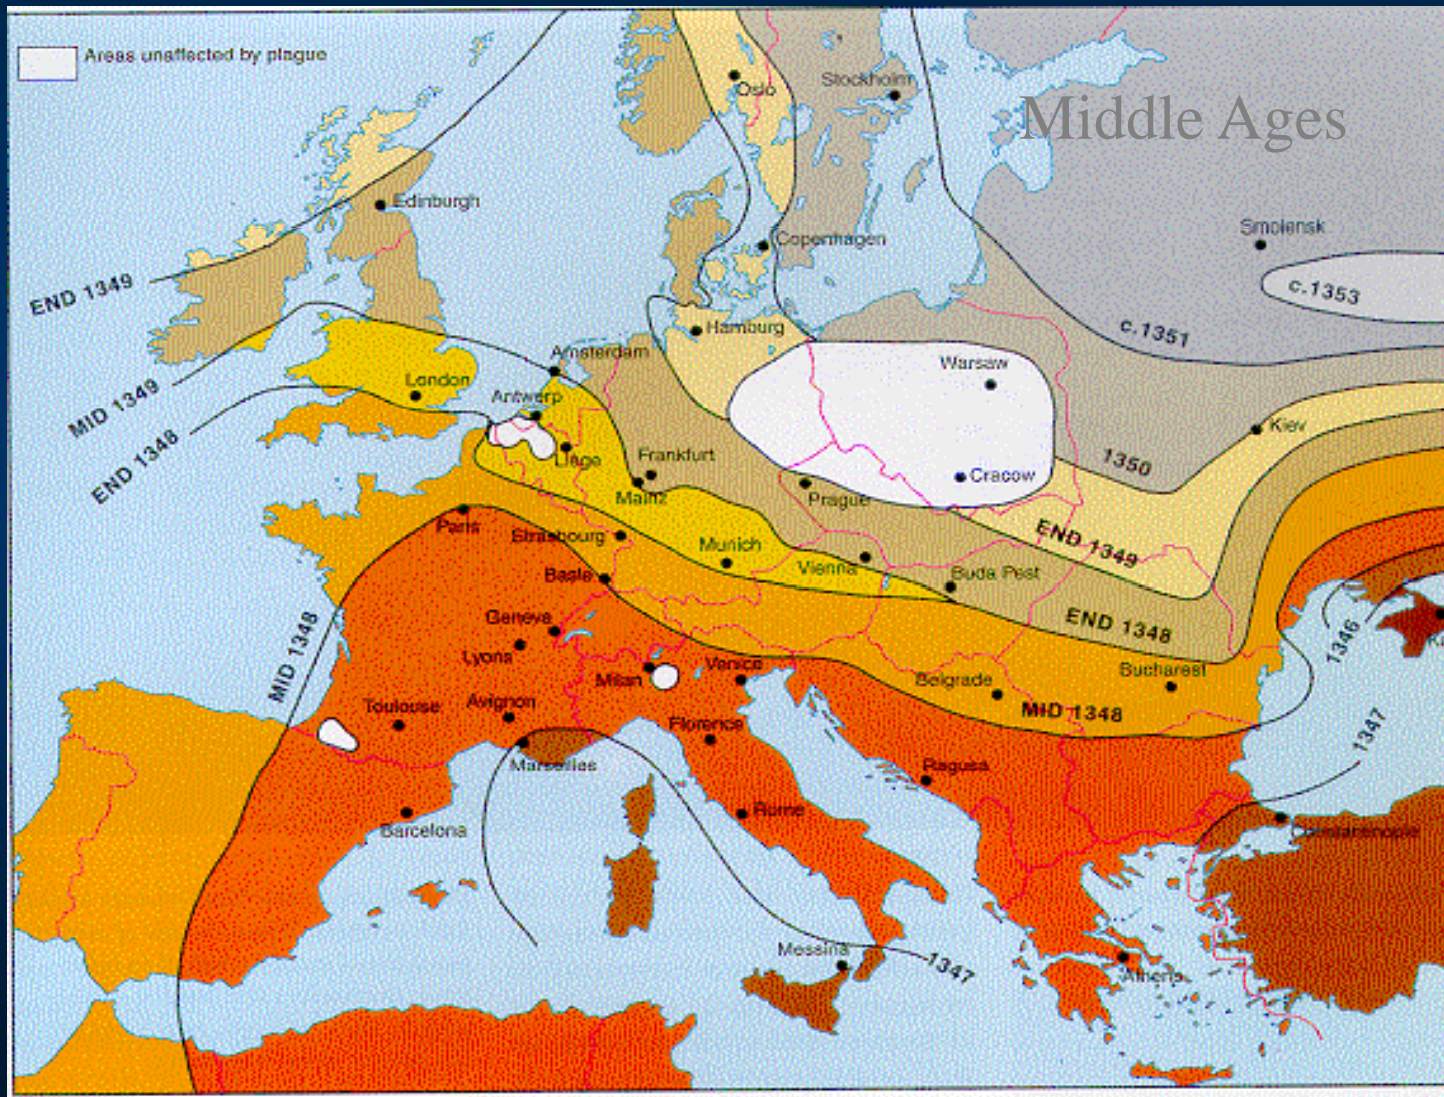 Areas unaffected by plague
Oslo
Stockholm
Middle Ages
Edinburgh
Copenhagen
Smolensk
END 1349
c.1353
Hamburg
c.1351
Amsterdam
Warsaw
London
MID 1349
Antwerp
END 1348
Kiev
Liege
Frankfurt
1350
Cracow
Mainz
Prague
Paris
Strasbourg
Munich
END 1349
Vienna
Basle
Buda Pest
Geneve
END 1348
1346
MID 1348
Lyons
Venice
Milan
Belgrade
Bucharest
Toulouse
Avignon
MID 1348
Florence
1347
Marseilles
Ragusa
Barcelona
Rome
Constantinople
Messina
1347
Athens